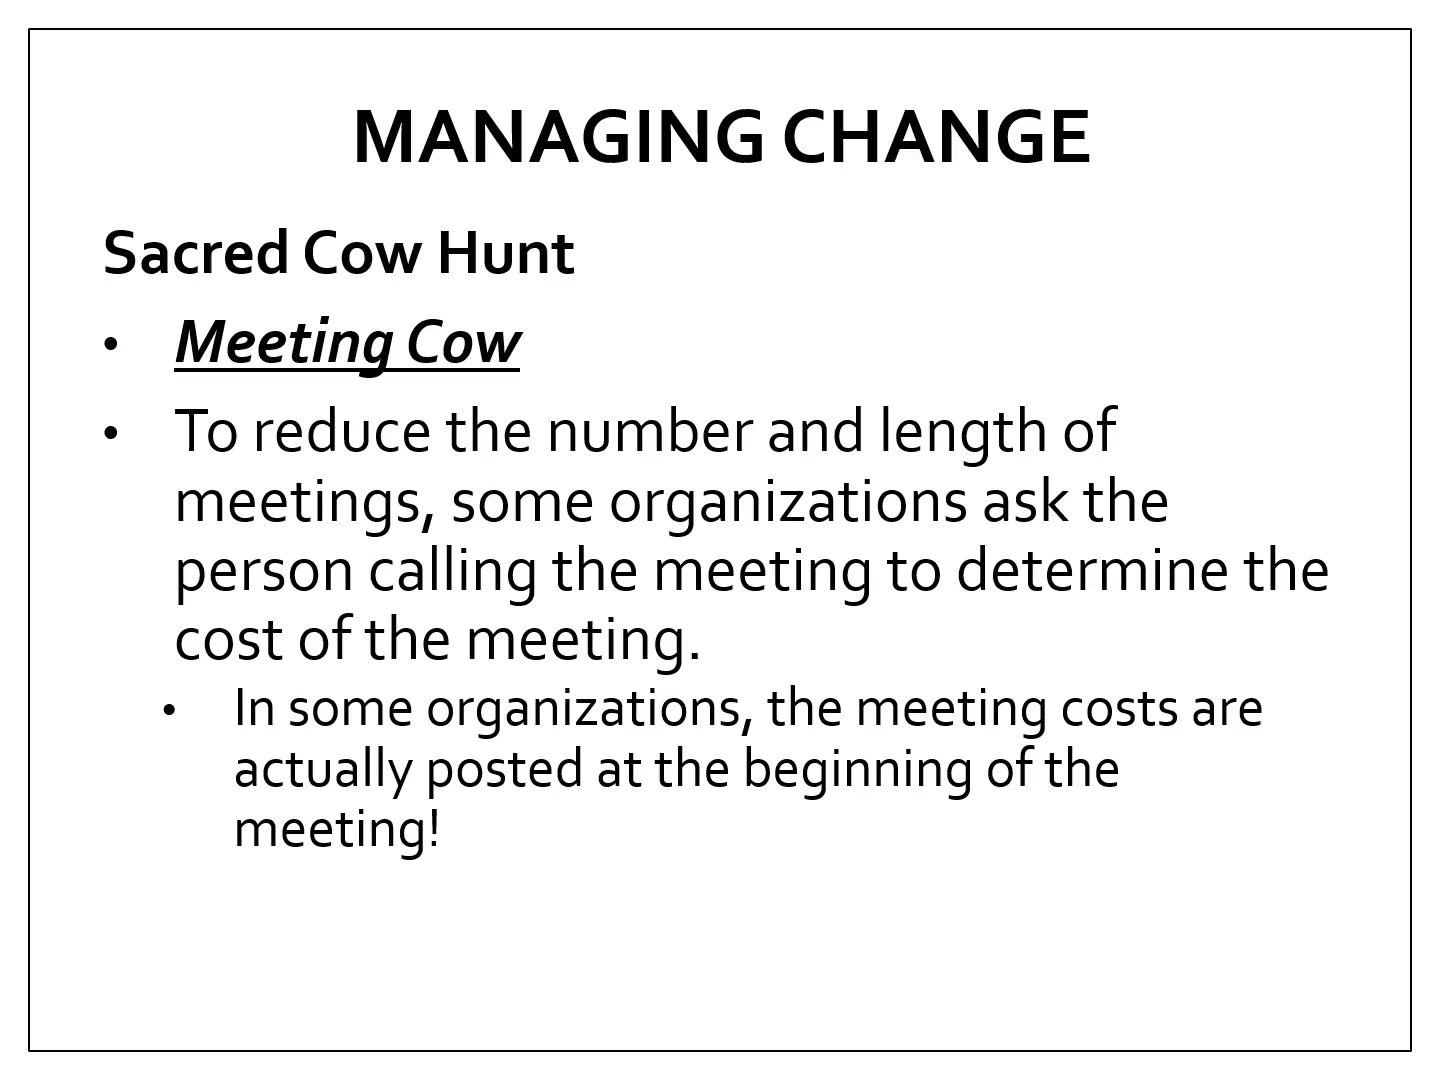 MANAGING CHANGE
Sacred Cow Hunt
• Meeting Cow
• To reduce the number and length of
meetings, some organizations ask the
person calling the meeting to determine the
cost of the meeting.
• In some organizations, the meeting costs are
actually posted at the beginning of the
meeting!